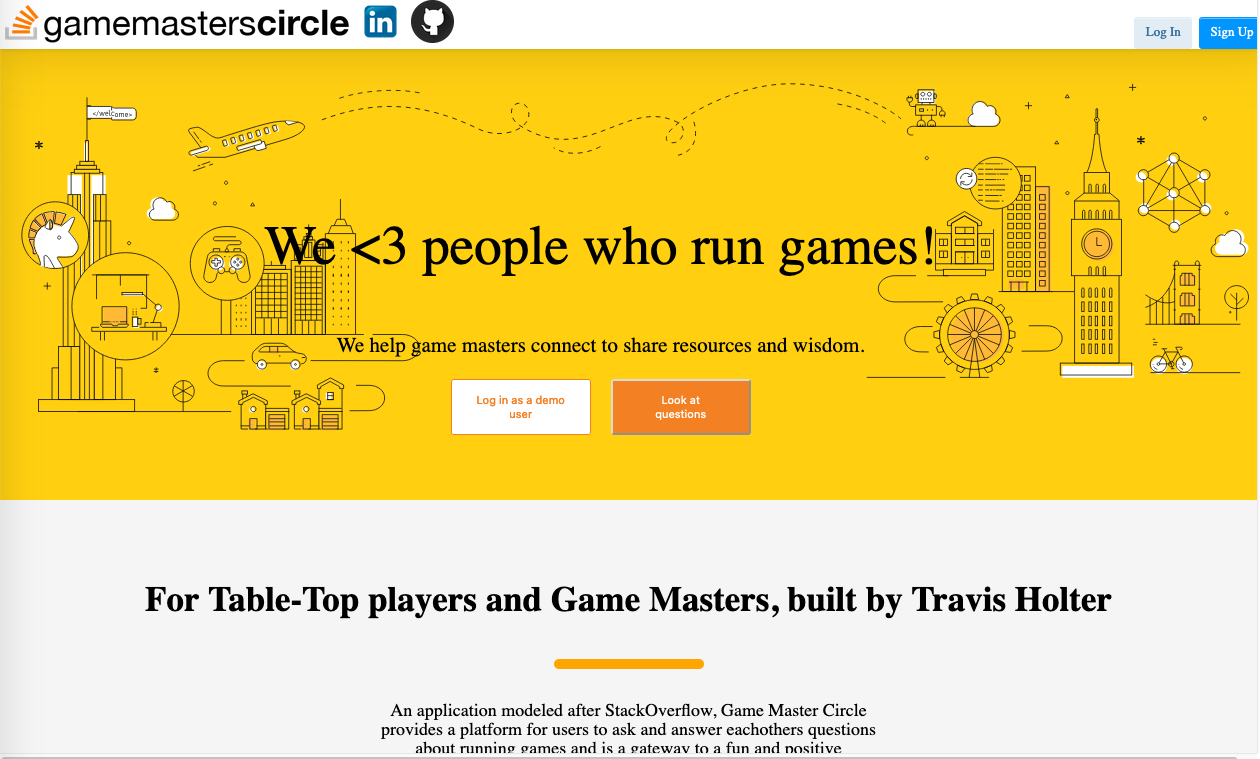 gamemasterscircle in
Log In Sign Up
</welcome>
We <3 people who run games!
We help game masters connect to share resources and wisdom.
Log in as a demo
user
Look at
questions
For Table-Top players and Game Masters, built by Travis Holter
An application modeled after StackOverflow, Game Master Circle
provides a platform for users to ask and answer eachothers questions
about running games and is a gateway to a fun and positive